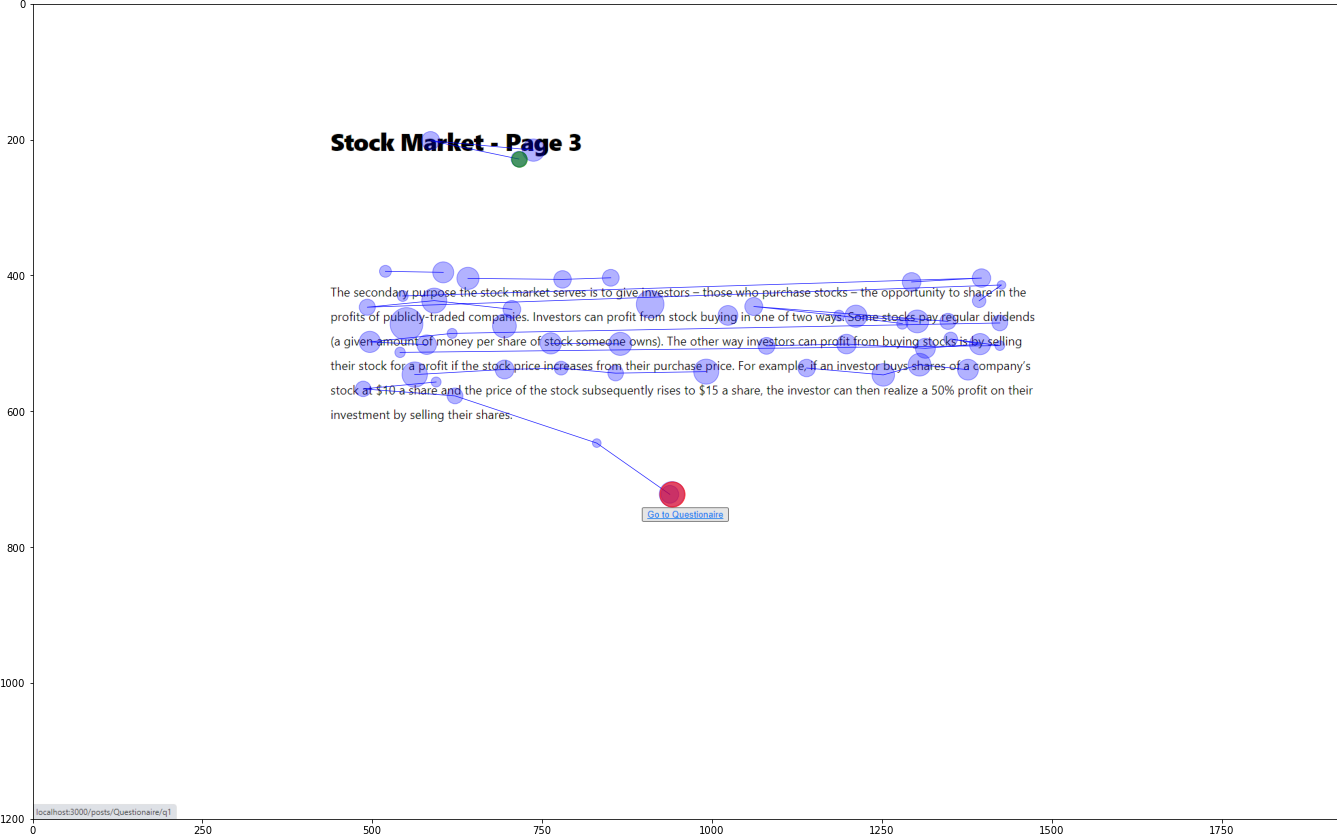 0
200
400
600
800
1000
1200
Stock Market - Page 3
The secondary purpose the stock market serves is to give investors – those who purchase stocks – the opportunity to share in the
profits of publicly-traded companies. Investors can profit from stock buying in one of two ways. Some stocks pay regular dividends
(a given amount of money per share of stock someone owns). The other way investors can profit from buying stocks is by selling
their stock for a profit if the stock price increases from their purchase price. For example, if an investor buys shares of a company's
stock at $10 a share and the price of the stock subsequently rises to $15 a share, the investor can then realize a 50% profit on their
investment by selling their shares.
Go to Questionaire
localhost:3000/posts/Questionaire/q1
0 250 500 750 1000 1250 1500 1750